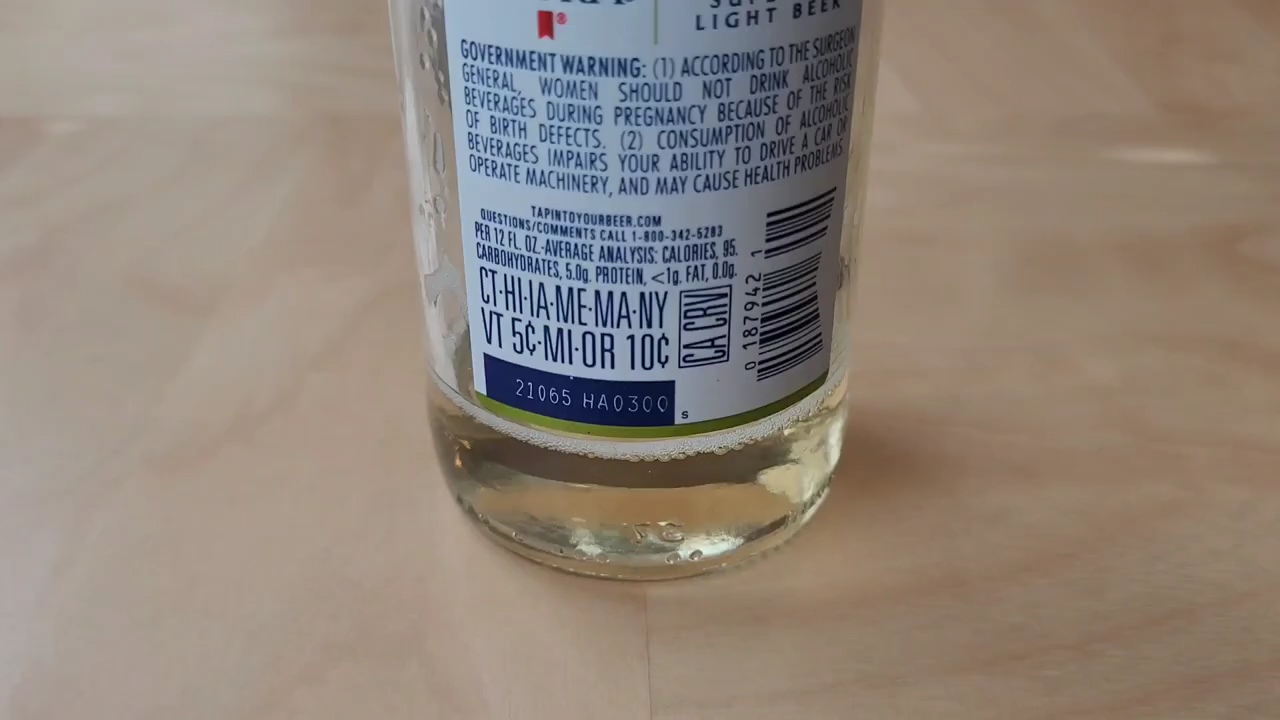 LIGHT BEER
GOVERNMENT WARNING: (1) ACCORDING TO THE SURGEON
GENERAL, WOMEN SHOULD NOT DRINK ALCOHOLIC
BEVERAGES DURING PREGNANCY BECAUSE OF THE RISK
OF BIRTH DEFECTS. (2) CONSUMPTION OF ALCOHOLIC
BEVERAGES IMPAIRS YOUR ABILITY TO DRIVE A CAR OR
OPERATE MACHINERY, AND MAY CAUSE HEALTH PROBLEMS.
TAPINTOYOURBEER.COM
QUESTIONS/COMMENTS CALL 1-800-342-5283
PER 12 FL. OZ.-AVERAGE ANALYSIS: CALORIES, 95.
CARBOHYDRATES, 5.0g. PROTEIN, <1g. FAT, 0.0g.
CT·HI·IA·ME·MA·NY
VT 5¢·MI·OR 10¢
CA CRV
0 187942 1
21065 HA0300
s